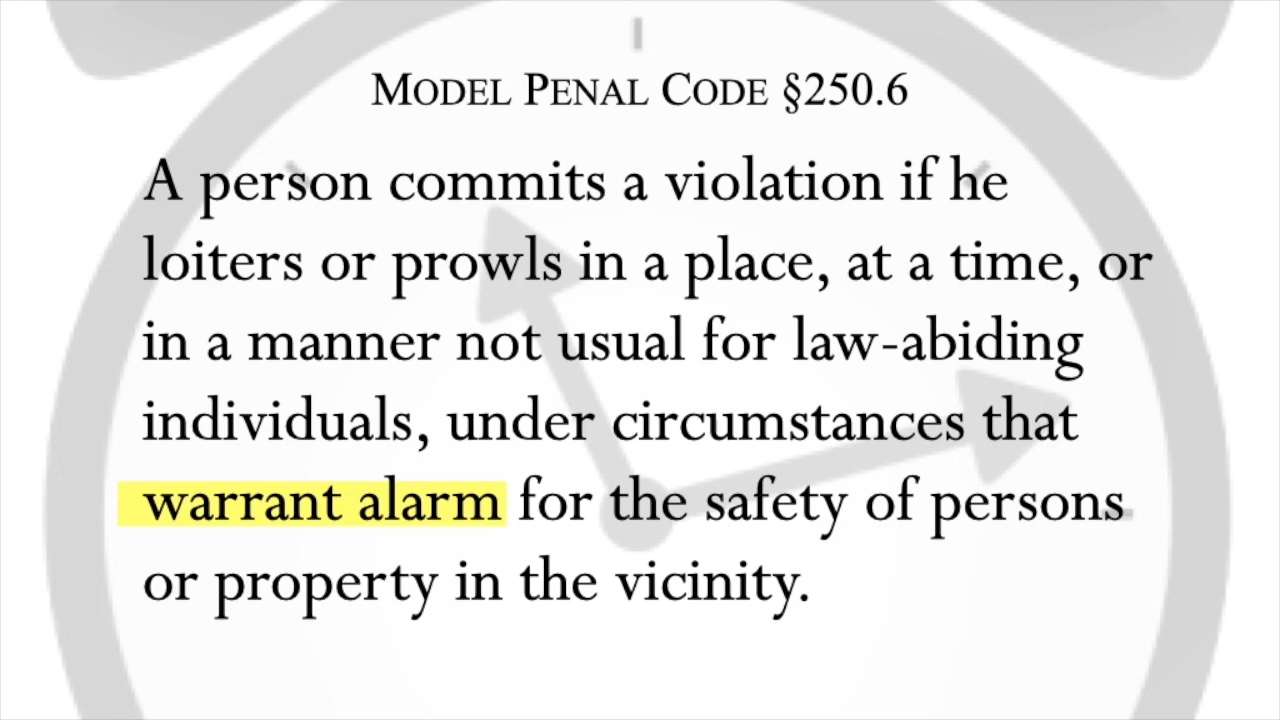 MODEL PENAL CODE §250.6
A person commits a violation if he
loiters or prowls in a place, at a time, or
in a manner not usual for law-abiding
individuals, under circumstances that
warrant alarm for the safety of persons
or property in the vicinity.